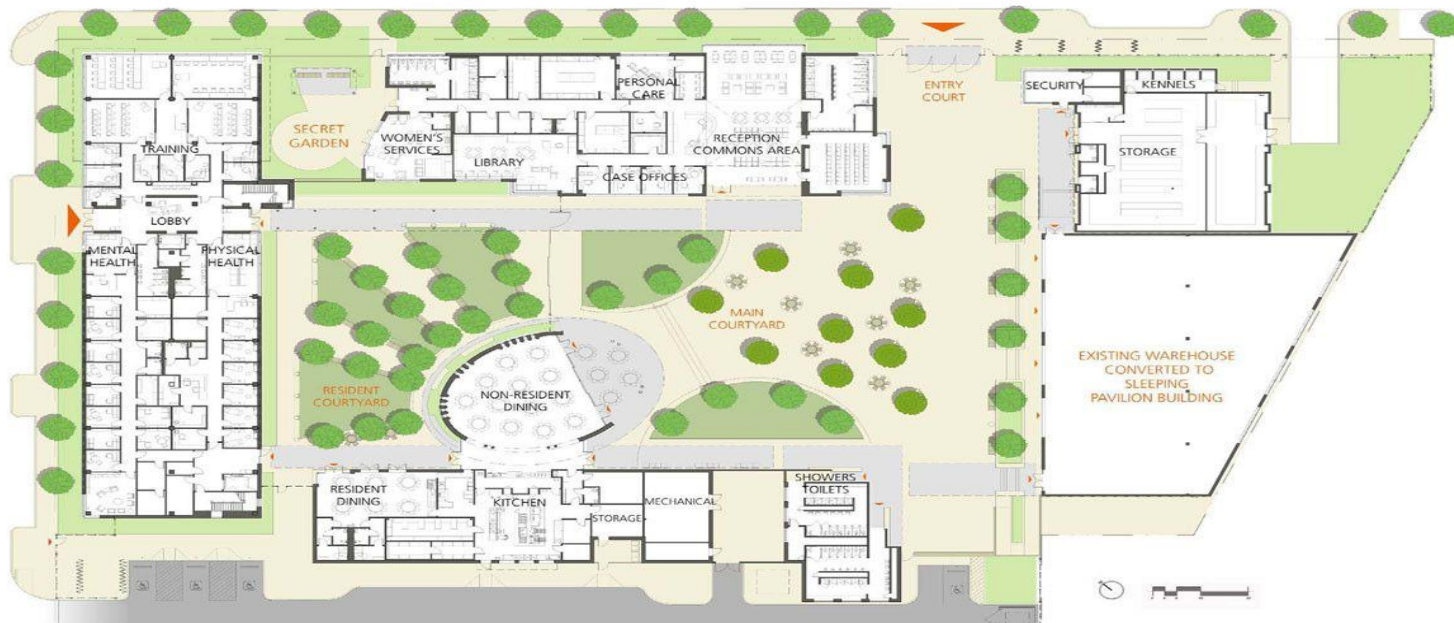 PERSONAL
CARE
ENTRY
COURT
SECURITY
KENNELS
SECRET
GARDEN
TRAINING
WOMEN'S
SERVICES
LIBRARY
RECEPTION
COMMONS AREA
CASE OFFICES
STORAGE
LOBBY
MENTAL
HEALTH
PHYSICAL
HEALTH
MAIN
COURTYARD
EXISTING WAREHOUSE
CONVERTED TO
SLEEPING
PAVILION BUILDING
RESIDENT
COURTYARD
NON-RESIDENT
DINING
RESIDENT
DINING
KITCHEN
STORAGE
MECHANICAL
SHOWERS
TOILETS